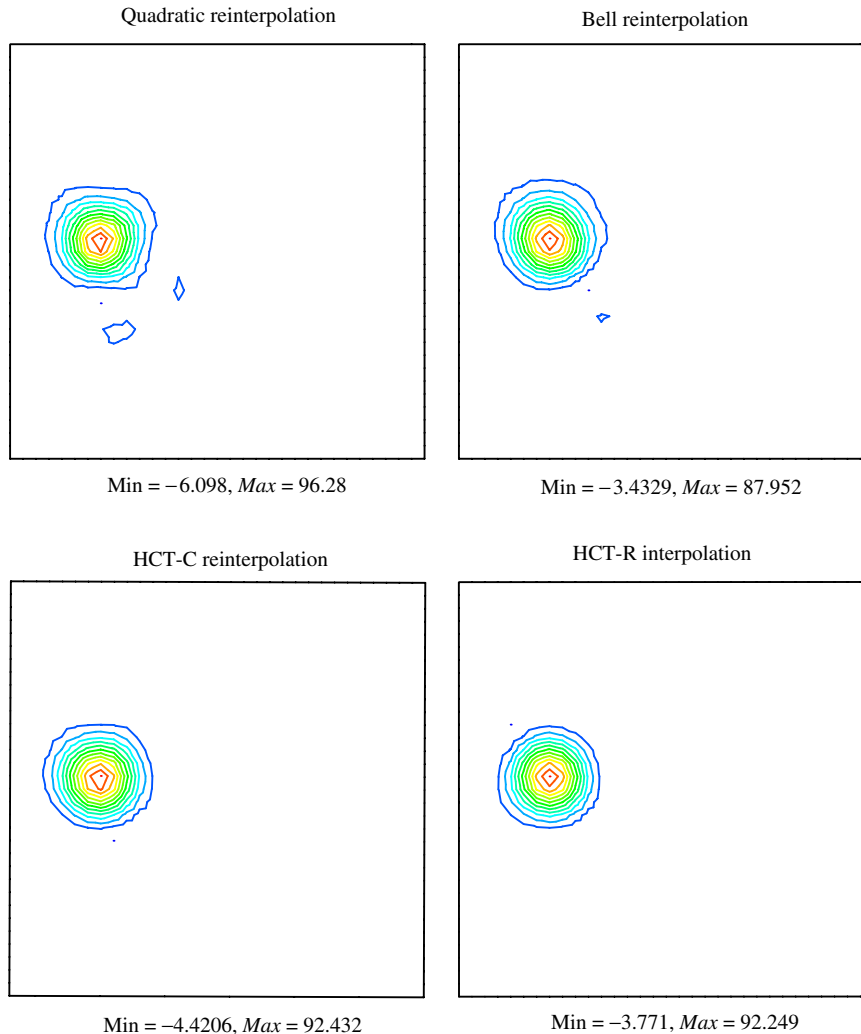 Quadratic reinterpolation
Bell reinterpolation
Min = −6.098, Max = 96.28
Min = −3.4329, Max = 87.952
HCT-C reinterpolation
HCT-R interpolation
Min = −4.4206, Max = 92.432
Min = −3.771, Max = 92.249